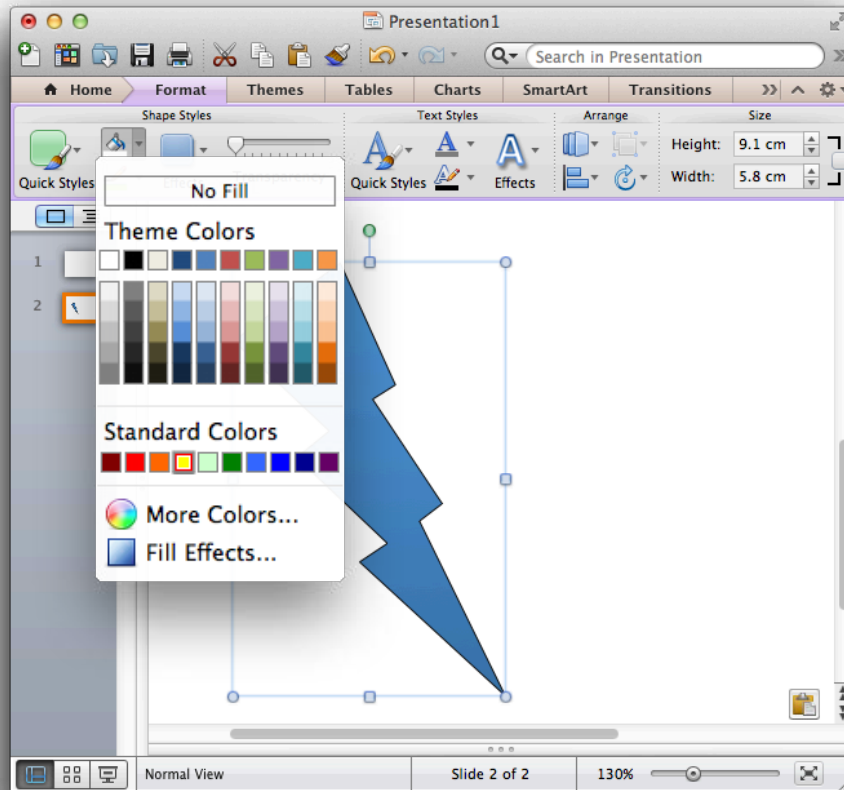 Presentation1
Search in Presentation
Home Format Themes Tables Charts SmartArt Transitions
Shape Styles Text Styles Arrange Size
Height: 9.1 cm
Quick Styles Quick Styles Effects Width: 5.8 cm
No Fill
Theme Colors
1
2
Standard Colors
More Colors...
Fill Effects...
Normal View Slide 2 of 2 130%